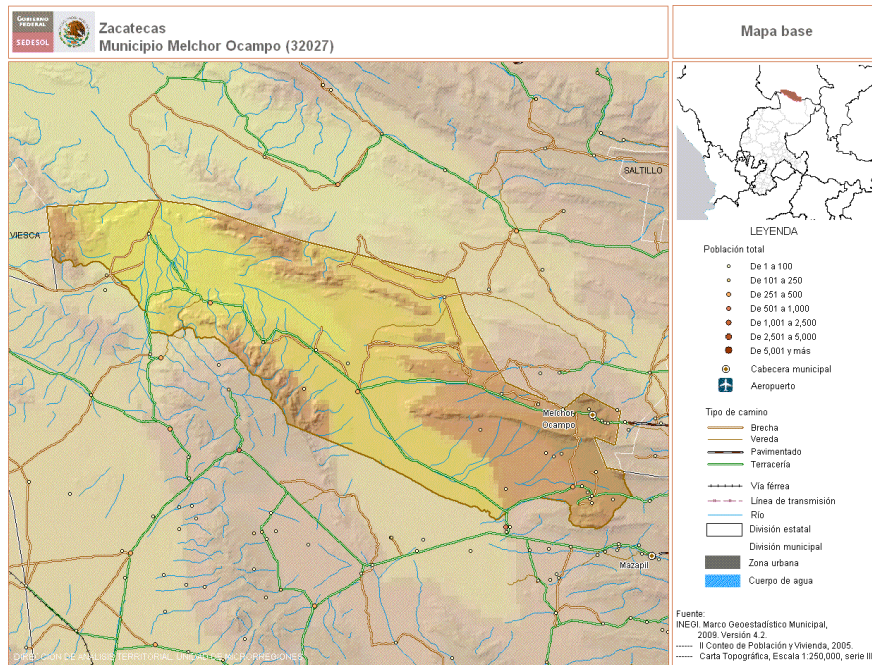 GOBIERNO
FEDERAL
SEDESOL
Zacatecas
Municipio Melchor Ocampo (32027)
Mapa base
SALTILLO
VIESCA
Melchor
Ocampo
Mazapil
DIRECCIÓN DE ANÁLISIS TERRITORIAL, UNIDAD DE MICRORREGIONES
LEYENDA
Población total
De 1 a 100
De 101 a 250
De 251 a 500
De 501 a 1,000
De 1,001 a 2,500
De 2,501 a 5,000
De 5,001 y más
Cabecera municipal
Aeropuerto
Tipo de camino
Brecha
Vereda
Pavimentado
Terracería
Vía férrea
Línea de transmisión
Río
División estatal
División municipal
Zona urbana
Cuerpo de agua
Fuente:
INEGI. Marco Geoestadístico Municipal,
2009. Versión 4.2.
------ II Conteo de Población y Vivienda, 2005.
------ Carta Topográfica, Escala 1:250,000, serie III